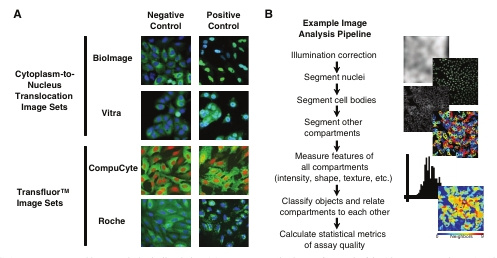 A
Negative
Control
Positive
Control
Cytoplasm-to-
Nucleus
Translocation
Image Sets
BioImage
Vitra
Transfluor™
Image Sets
CompuCyte
Roche
B
Example Image
Analysis Pipeline
Illumination correction
Segment nuclei
Segment cell bodies
Segment other
compartments
Measure features of
all compartments
(intensity, shape, texture, etc.)
Classify objects and relate
compartments to each other
Calculate statistical metrics
of assay quality
Neighbors